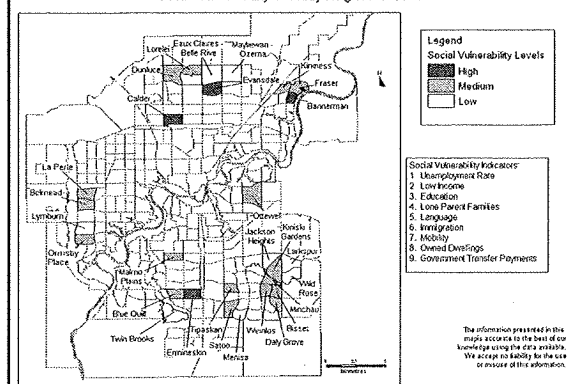 Lorelei
Eaux Claires-
Belle Rive
Mayliewan-
Ozerna
Dunluce
Evansdale
Kirkness
Fraser
Calder
Bannerman
N
La Perle
Belmead
Lymburn
Ormsby
Place
Ottewell
Jackson
Heights
Kiniski
Gardens
Larkspur
Malmo
Plains
Wild
Rose
Minchau
Blue Quill
Twin Brooks
Ermineskin
Tipaskan
Satoo
Menisa
Weinlos
Daly Grove
Bisset
kilometres
Legend
Social Vulnerability Levels
High
Medium
Low
Social Vulnerability Indicators:
1 Unemployment Rate
2 Low Income
3. Education
4. Lone Parent Families
5. Language
6. Immigration
7. Mobility
8. Owned Dwellings
9. Government Transfer Payments
The information presented in this
map is accurate to the best of our
knowledge using the data available.
We accept no liability for the use
or misuse of this information.